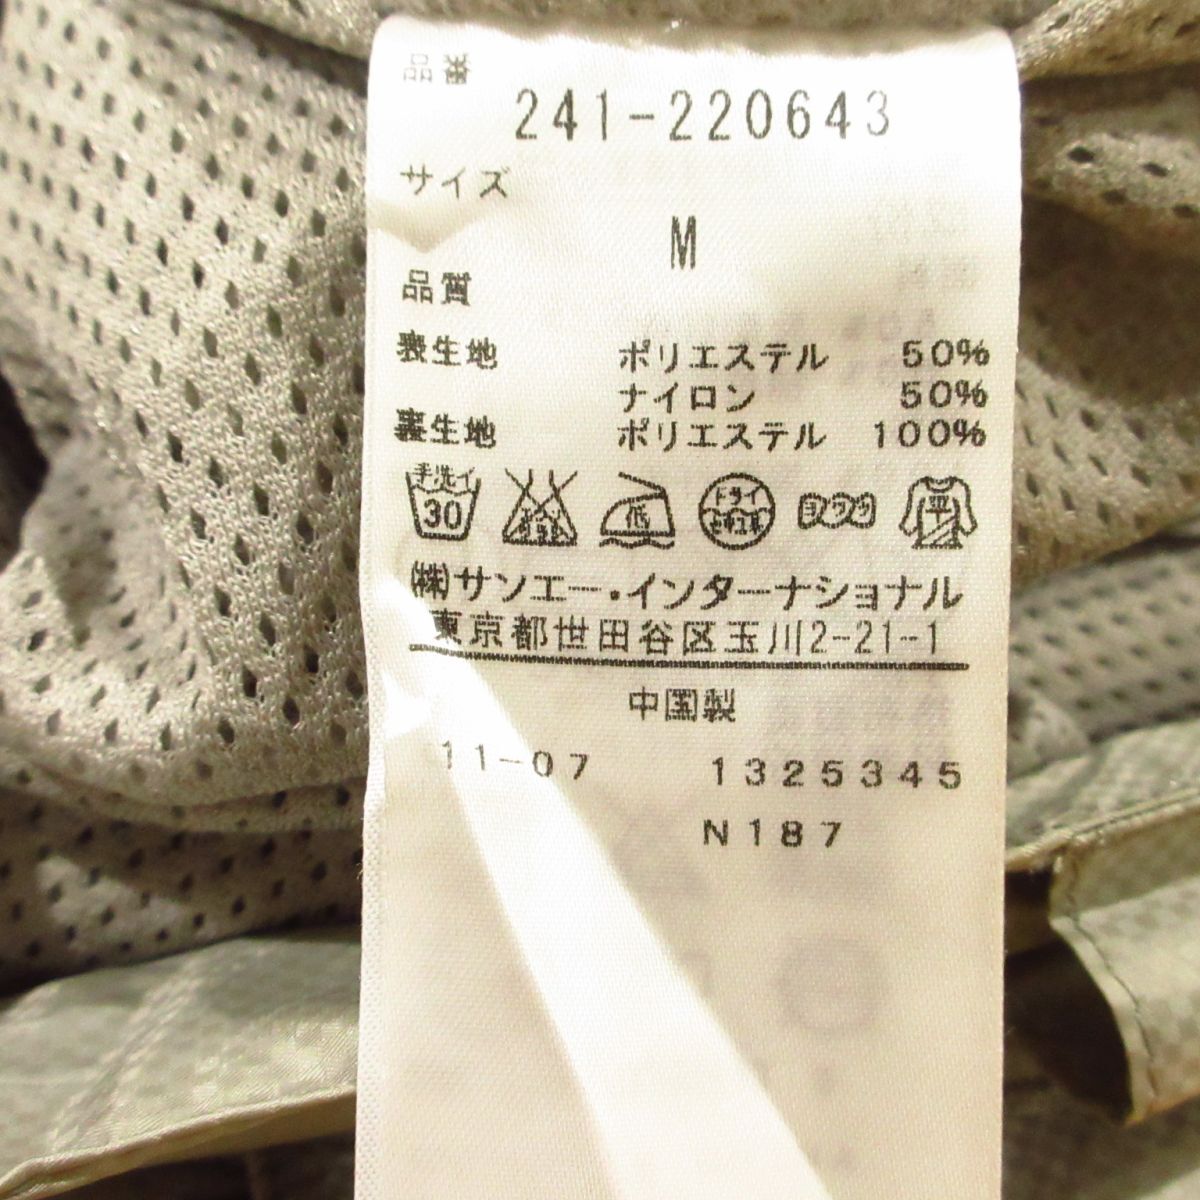 品番
241-220643
サイズ
M
品質
表生地 ポリエステル 50%
ナイロン 50%
裏生地 ポリエステル 100%
手洗イ 30 低 ドライ セキユ系 ヨワク 平
㈱サンエー・インターナショナル
東京都世田谷区玉川2-21-1
中国製
11-07 1325345
N187